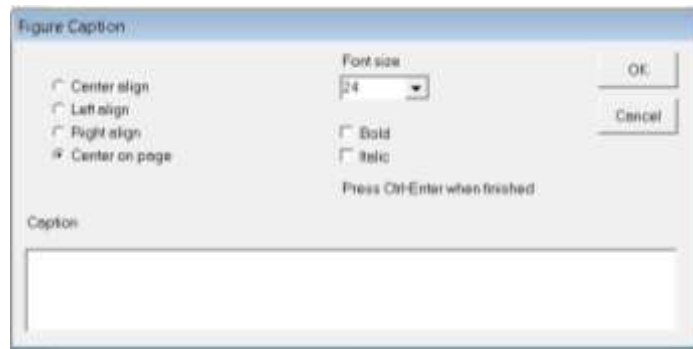 Figure Caption
Center align
Left align
Right align
Center on page
Font size
24
Bold
Italic
Press Ctrl-Enter when finished
OK
Cancel
Caption